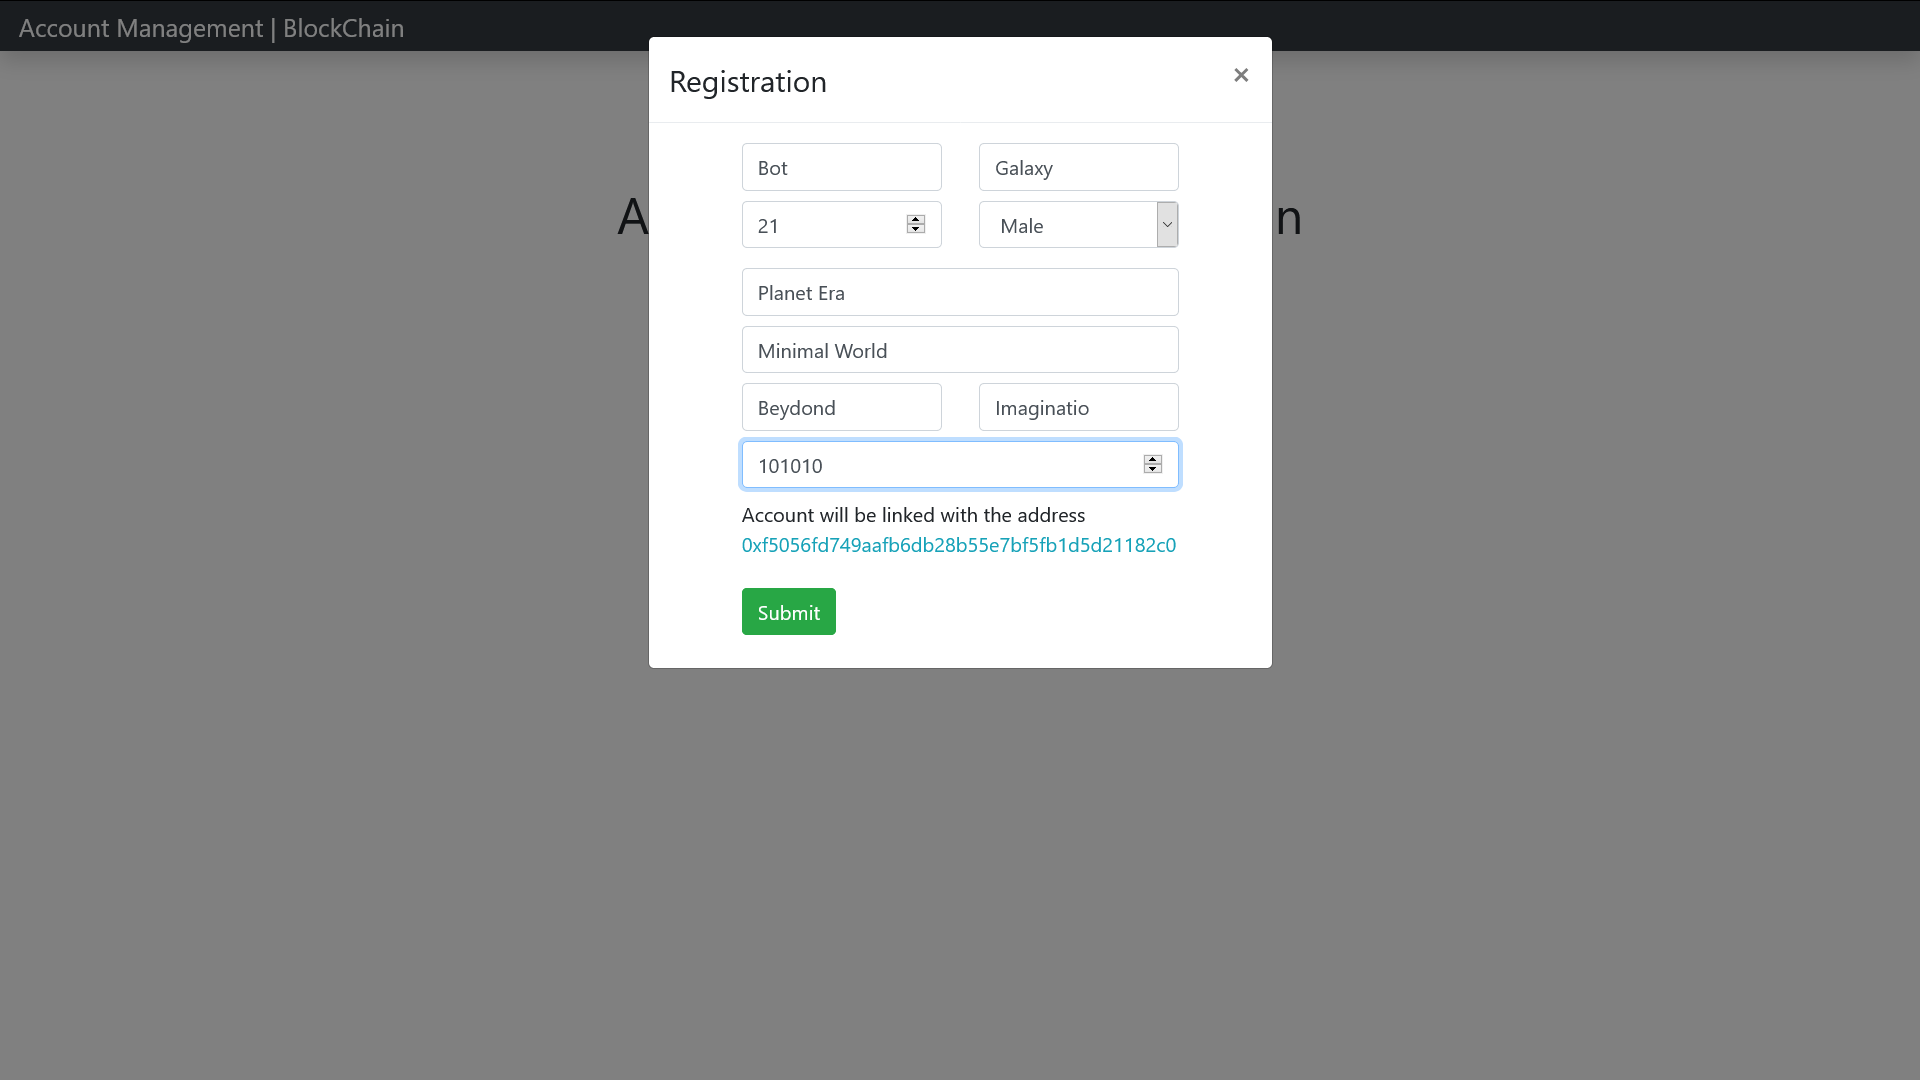 Account Management | BlockChain
Registration
×
Bot
Galaxy
21
Male
A
n
Planet Era
Minimal World
Beydond
Imaginatio
101010
Account will be linked with the address
0xf5056fd749aafb6db28b55e7bf5fb1d5d21182c0
Submit